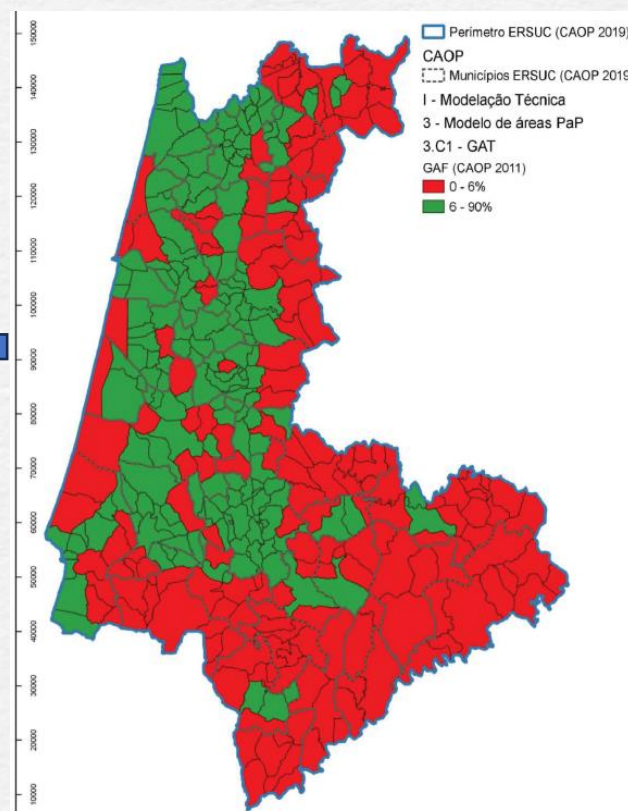 Perímetro ERSUC (CAOP 2019)
CAOP
Municípios ERSUC (CAOP 2019
I - Modelação Técnica
3 - Modelo de áreas PaP
3.C1 - GAT
GAF (CAOP 2011)
0 - 6%
6 - 90%
150000
140000
130000
120000
110000
100000
90000
80000
70000
60000
50000
40000
30000
20000
10000